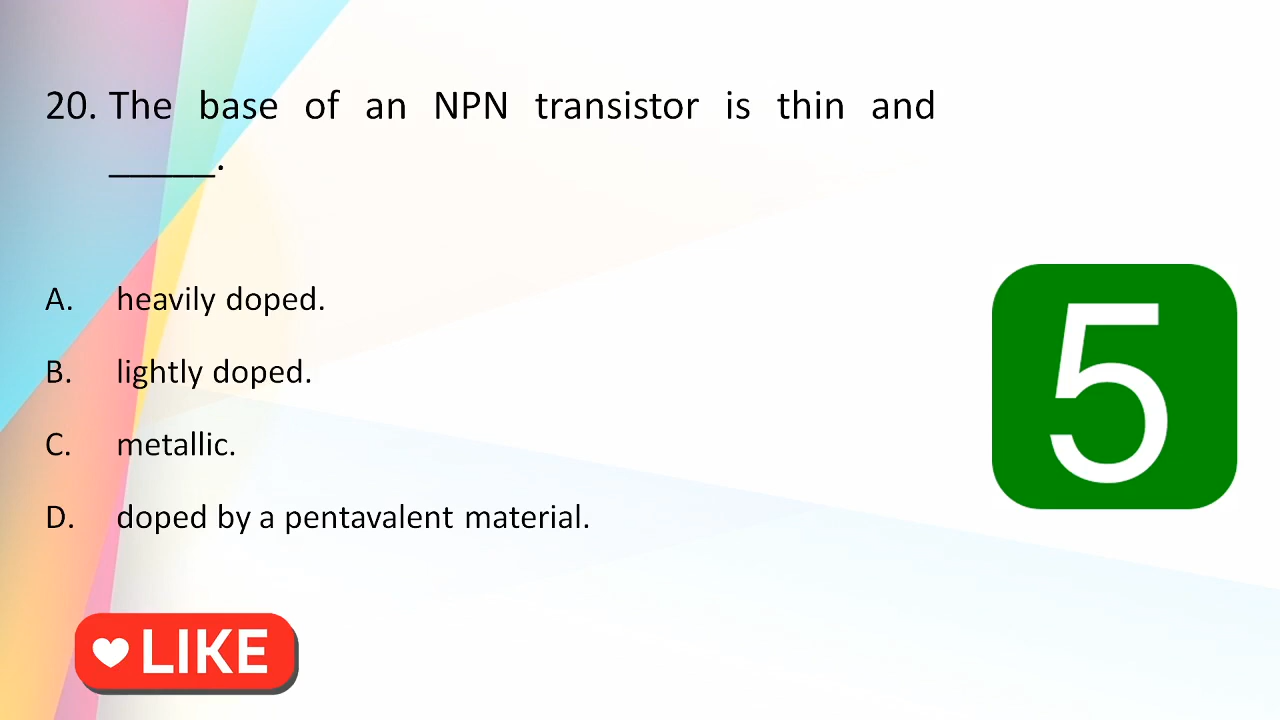 20. The base of an NPN transistor is thin and
_____.
A. heavily doped.
B. lightly doped.
C. metallic.
D. doped by a pentavalent material.
5
LIKE